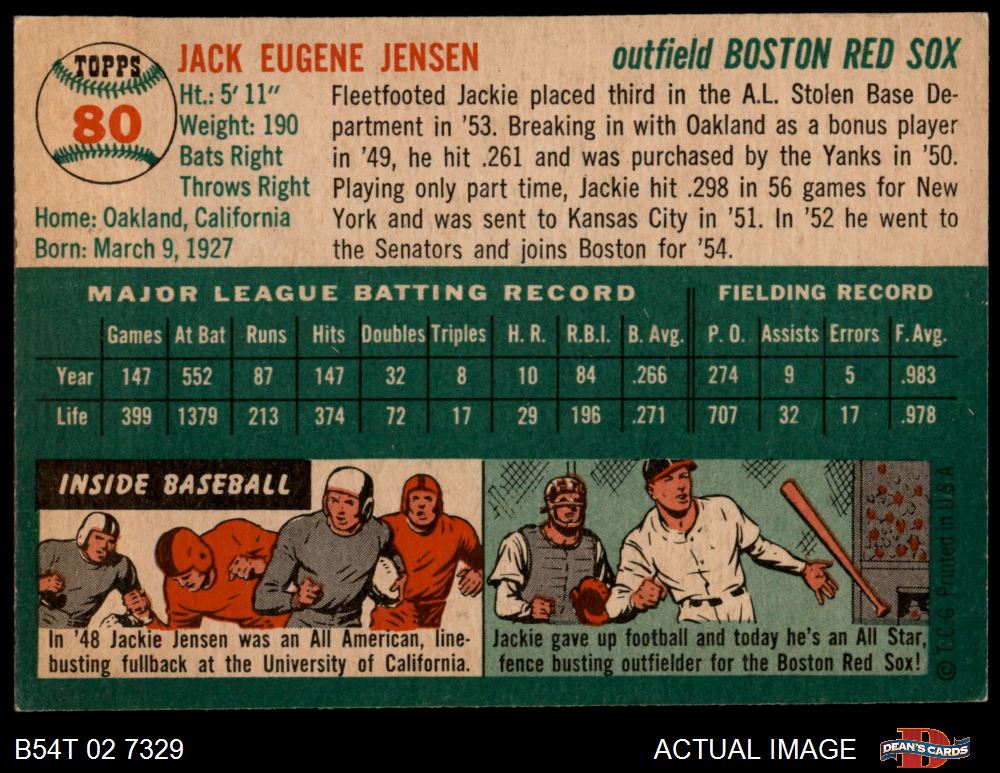 TOPPS
80
JACK EUGENE JENSEN
outfield BOSTON RED SOX
Ht.: 5' 11"
Weight: 190
Bats Right
Throws Right
Home: Oakland, California
Born: March 9, 1927
Fleetfooted Jackie placed third in the A.L. Stolen Base De-
partment in '53. Breaking in with Oakland as a bonus player
in '49, he hit .261 and was purchased by the Yanks in '50.
Playing only part time, Jackie hit .298 in 56 games for New
York and was sent to Kansas City in '51. In '52 he went to
the Senators and joins Boston for '54.
MAJOR LEAGUE BATTING RECORD FIELDING RECORD
Games At Bat Runs Hits Doubles Triples H. R. R.B.I. B. Avg. P. O. Assists Errors F. Avg.
Year 147 552 87 147 32 8 10 84 .266 274 9 5 .983
Life 399 1379 213 374 72 17 29 196 .271 707 32 17 .978
INSIDE BASEBALL
In '48 Jackie Jensen was an All American, line-
busting fullback at the University of California.
Jackie gave up football and today he's an All Star,
fence busting outfielder for the Boston Red Sox!
© T.C.G. Printed in U.S.A
B54T 02 7329
ACTUAL IMAGE
DEAN'S CARDS